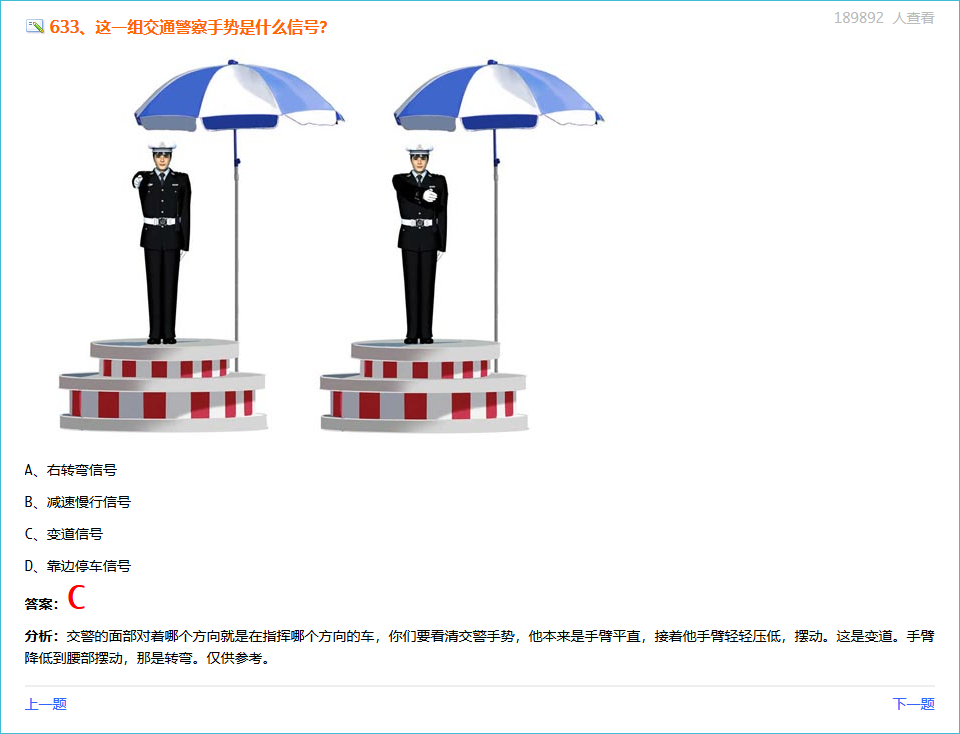 633、这一组交通警察手势是什么信号?
189892 人查看
A、右转弯信号
B、减速慢行信号
C、变道信号
D、靠边停车信号
答案: C
分析: 交警的面部对着哪个方向就是在指挥哪个方向的车，你们要看清交警手势，他本来是手臂平直，接着他手臂轻轻压低，摆动。这是变道。手臂
降低到腰部摆动，那是转弯。仅供参考。
上一题
下一题